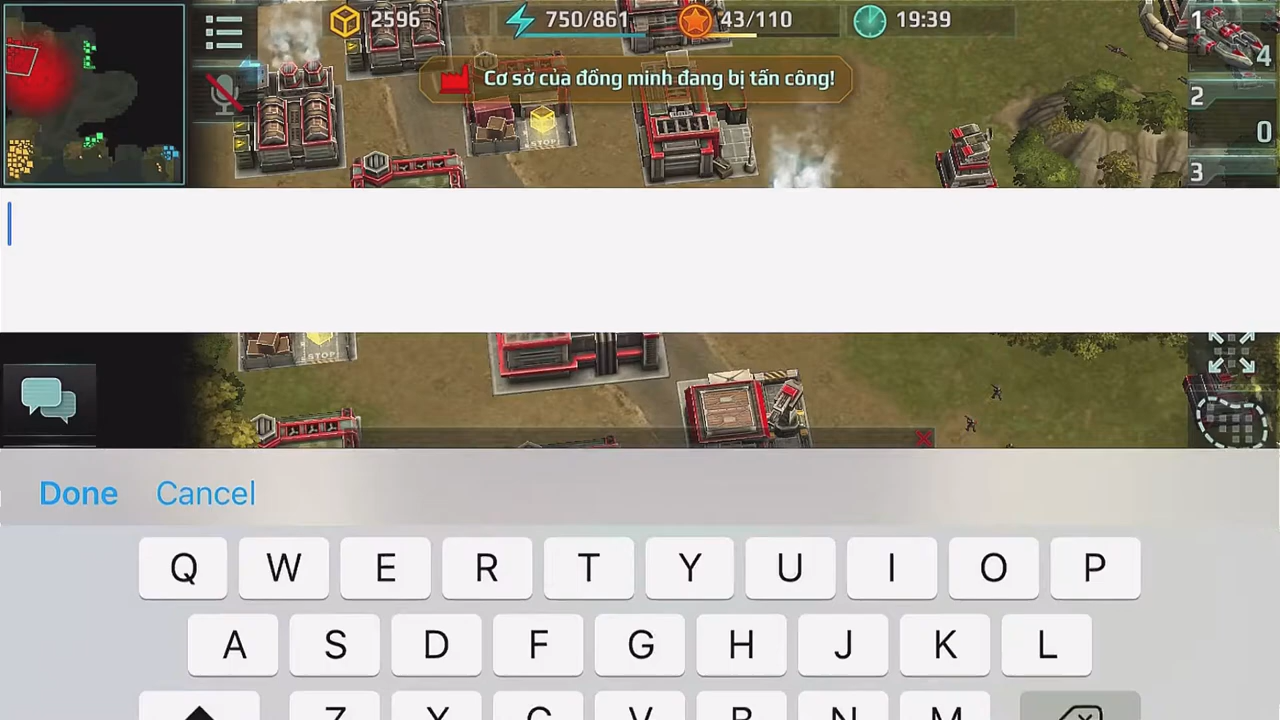 2596 750/861 43/110 19:39
1
4
Cơ sở của đồng minh đang bị tấn công!
2
0
STOP!
3
STOP!
Done Cancel
Q W E R T Y U I O P
A S D F G H J K L
Z X C V B N M